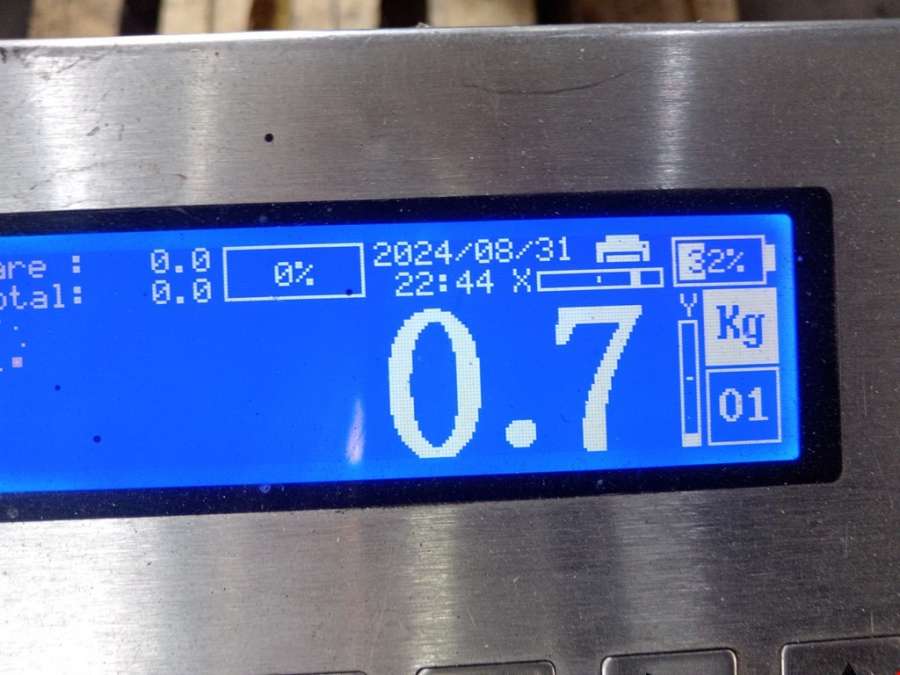 are : 0.0 0% 2024/08/31 32%
otal: 0.0 22:44 X
Y Kg
0.7
01